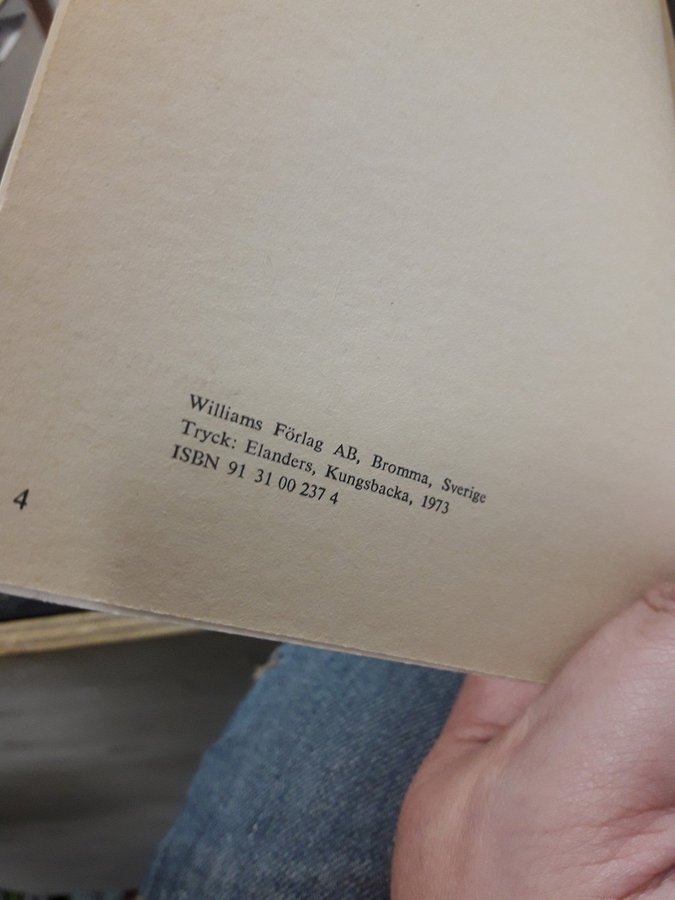 Williams Förlag AB, Bromma, Sverige
Tryck: Elanders, Kungsbacka, 1973
ISBN 91 31 00 237 4
4